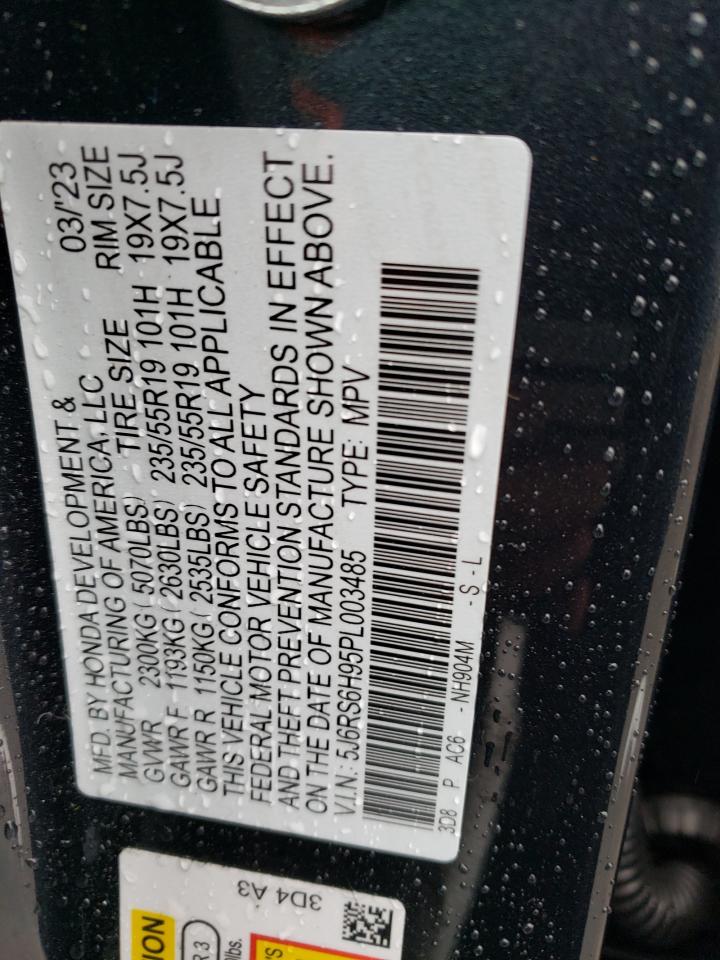 MFD. BY HONDA DEVELOPMENT & 03/'23
MANUFACTURING OF AMERICA, LLC
GVWR 2300KG ( 5070LBS) TIRE SIZE RIM SIZE
GAWR F 1193KG ( 2630LBS) 235/55R19 101H 19X7.5J
GAWR R 1150KG ( 2535LBS) 235/55R19 101H 19X7.5J
THIS VEHICLE CONFORMS TO ALL APPLICABLE
FEDERAL MOTOR VEHICLE SAFETY
AND THEFT PREVENTION STANDARDS IN EFFECT
ON THE DATE OF MANUFACTURE SHOWN ABOVE.
V.I.N.: 5J6RS6H95PL003485 TYPE: MPV
3D8 P AC6 -NH904M -S -L
3D4 A3
R 3
lbs.